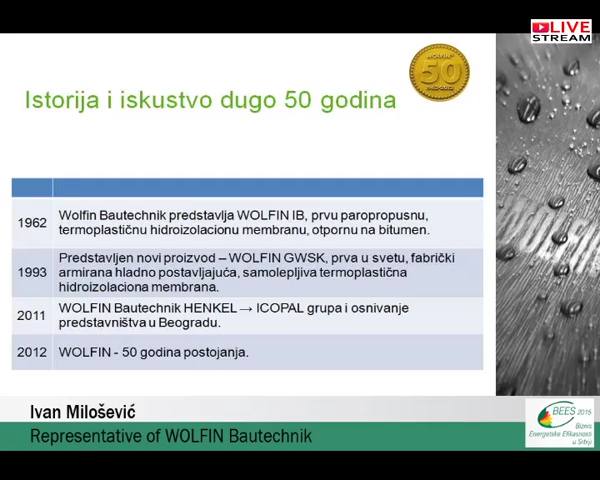 LIVE
STREAM
WOLFIN
50
Istorija i iskustvo dugo 50 godina
1962
Wolfin Bautechnik predstavlja WOLFIN IB, prvu paropropusnu,
termoplastičnu hidroizolacionu membranu, otpornu na bitumen.
1993
Predstavljen novi proizvod – WOLFIN GWSK, prva u svetu, fabrički
armirana hladno postavljajuća, samolepljiva termoplastična
hidroizolaciona membrana.
2011
WOLFIN Bautechnik HENKEL → ICOPAL grupa i osnivanje
predstavništva u Beogradu.
2012
WOLFIN - 50 godina postojanja.
Ivan Milošević
Representative of WOLFIN Bautechnik
BEES 2015
Biznis
Energetske Efikasnosti
u Srbiji